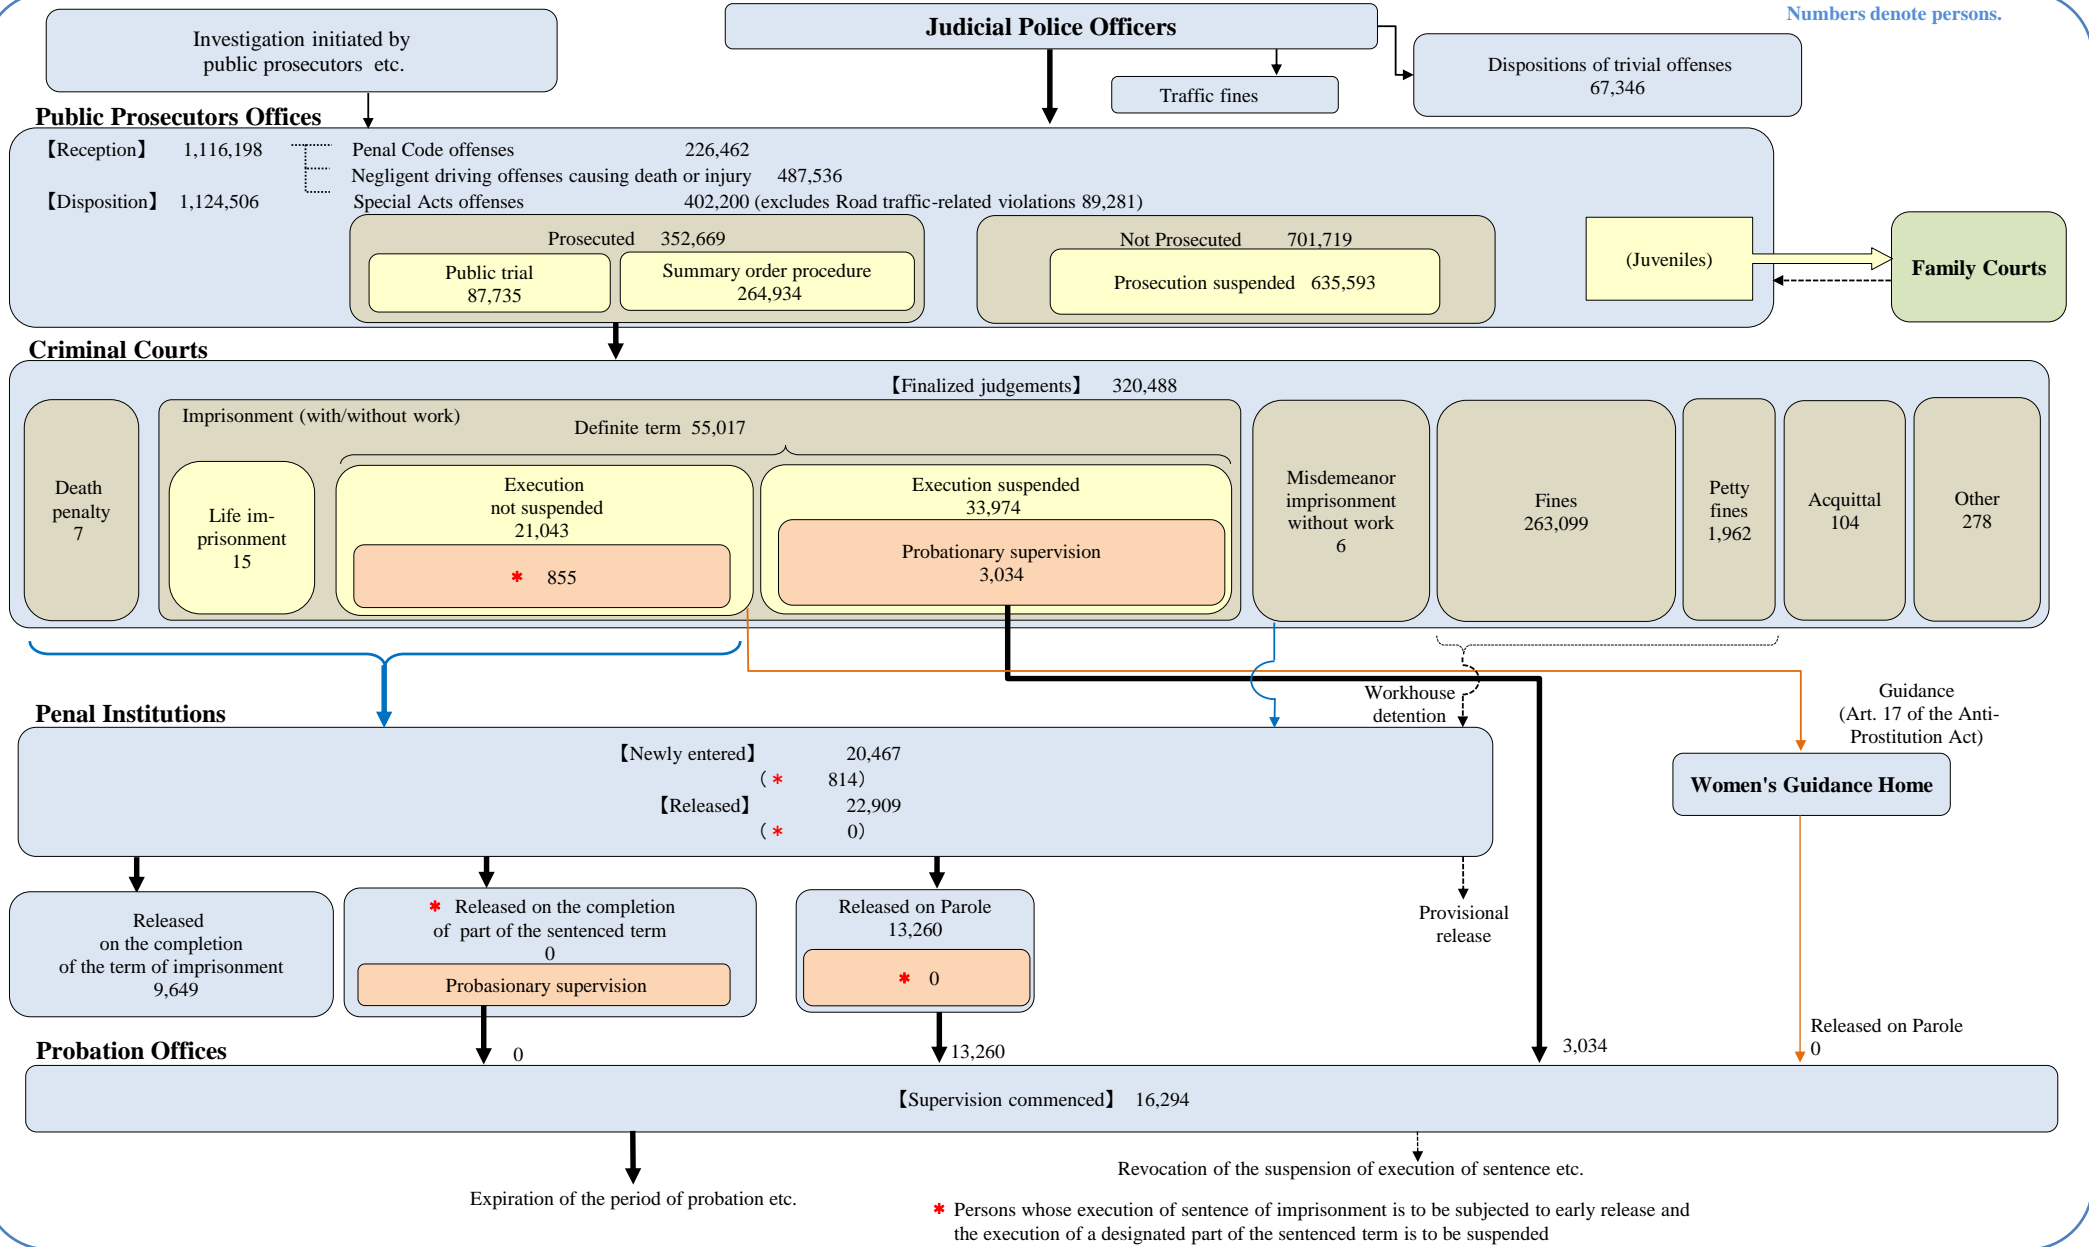 Numbers denote persons.
Investigation initiated by
public prosecutors etc.
Judicial Police Officers
Traffic fines
Dispositions of trivial offenses
67,346
Public Prosecutors Offices
【Reception】 1,116,198
Penal Code offenses 226,462
Negligent driving offenses causing death or injury 487,536
【Disposition】 1,124,506
Special Acts offenses 402,200 (excludes Road traffic-related violations 89,281)
Prosecuted 352,669
Public trial
87,735
Summary order procedure
264,934
Not Prosecuted 701,719
Prosecution suspended 635,593
(Juveniles)
Family Courts
Criminal Courts
【Finalized judgements】 320,488
Death
penalty
7
Imprisonment (with/without work)
Definite term 55,017
Life im-
prisonment
15
Execution
not suspended
21,043
* 855
Execution suspended
33,974
Probationary supervision
3,034
Misdemeanor
imprisonment
without work
6
Fines
263,099
Petty
fines
1,962
Acquittal
104
Other
278
Workhouse
detention
Guidance
(Art. 17 of the Anti-
Prostitution Act)
Penal Institutions
【Newly entered】 20,467
(* 814)
【Released】 22,909
(* 0)
Women's Guidance Home
Released
on the completion
of the term of imprisonment
9,649
* Released on the completion
of part of the sentenced term
0
Probasionary supervision
Released on Parole
13,260
* 0
Provisional
release
Released on Parole
0
Probation Offices
0
13,260
3,034
【Supervision commenced】 16,294
Expiration of the period of probation etc.
Revocation of the suspension of execution of sentence etc.
* Persons whose execution of sentence of imprisonment is to be subjected to early release and
the execution of a designated part of the sentenced term is to be suspended